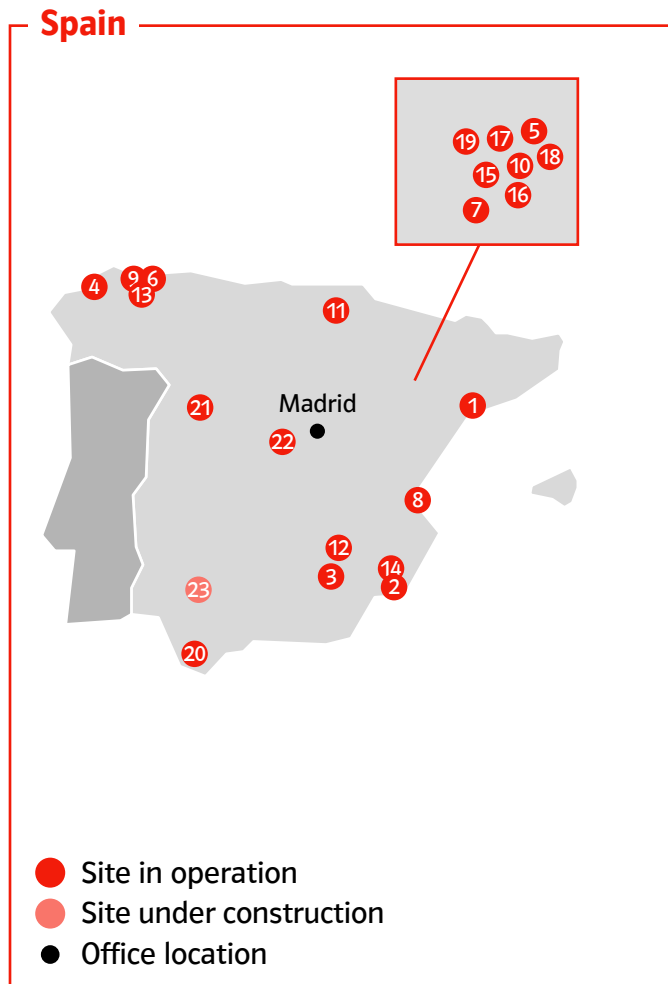 Spain
19 17 5
15 10 18
7 16
4 9 6
13
11
21
Madrid
1
22
8
12
3
14
2
23
20
Site in operation
Site under construction
Office location